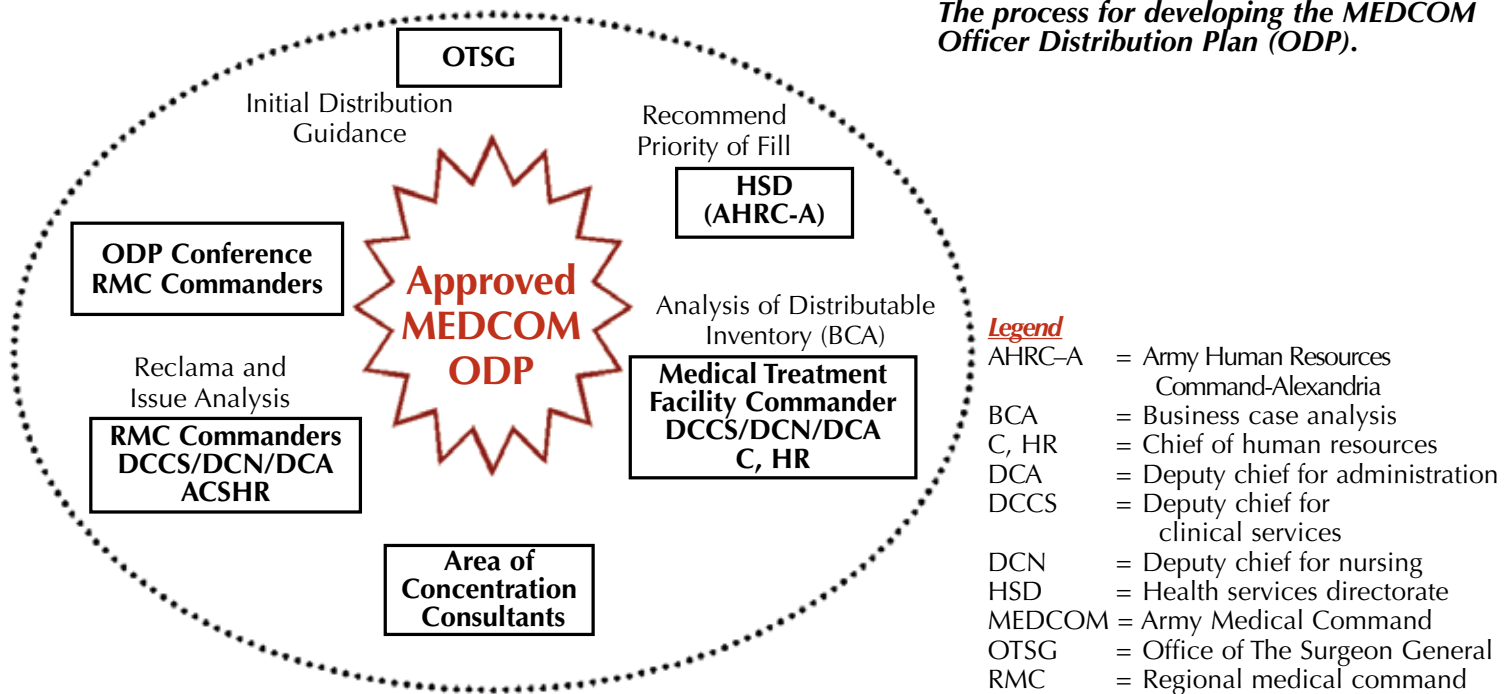 The process for developing the MEDCOM
Officer Distribution Plan (ODP).
OTSG
Initial Distribution
Guidance
Recommend
Priority of Fill
HSD
(AHRC-A)
ODP Conference
RMC Commanders
Approved
MEDCOM
ODP
Analysis of Distributable
Inventory (BCA)
Medical Treatment
Facility Commander
DCCS/DCN/DCA
C, HR
Reclama and
Issue Analysis
RMC Commanders
DCCS/DCN/DCA
ACSHR
Area of
Concentration
Consultants
Legend
AHRC–A = Army Human Resources
Command-Alexandria
BCA = Business case analysis
C, HR = Chief of human resources
DCA = Deputy chief for administration
DCCS = Deputy chief for
clinical services
DCN = Deputy chief for nursing
HSD = Health services directorate
MEDCOM = Army Medical Command
OTSG = Office of The Surgeon General
RMC = Regional medical command